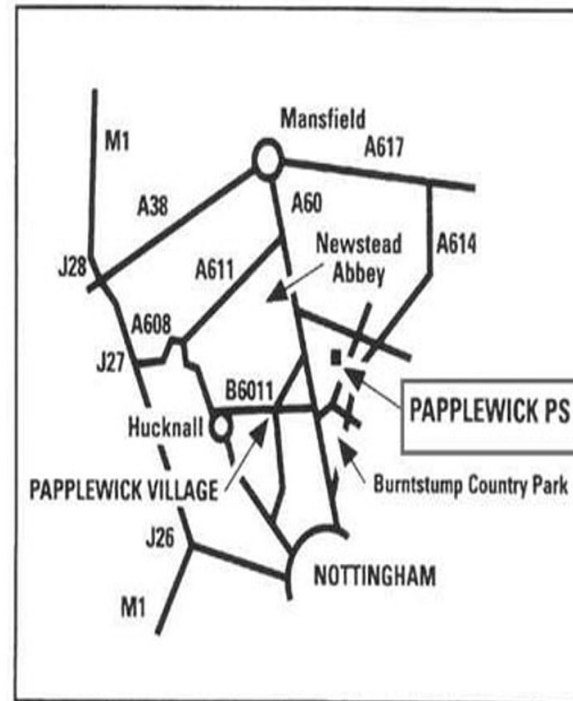 M1
Mansfield
A617
A38
A60
Newstead
Abbey
A614
J28
A611
A608
J27
B6011
PAPPLEWICK PS
Hucknall
PAPPLEWICK VILLAGE
Burntstump Country Park
J26
NOTTINGHAM
M1